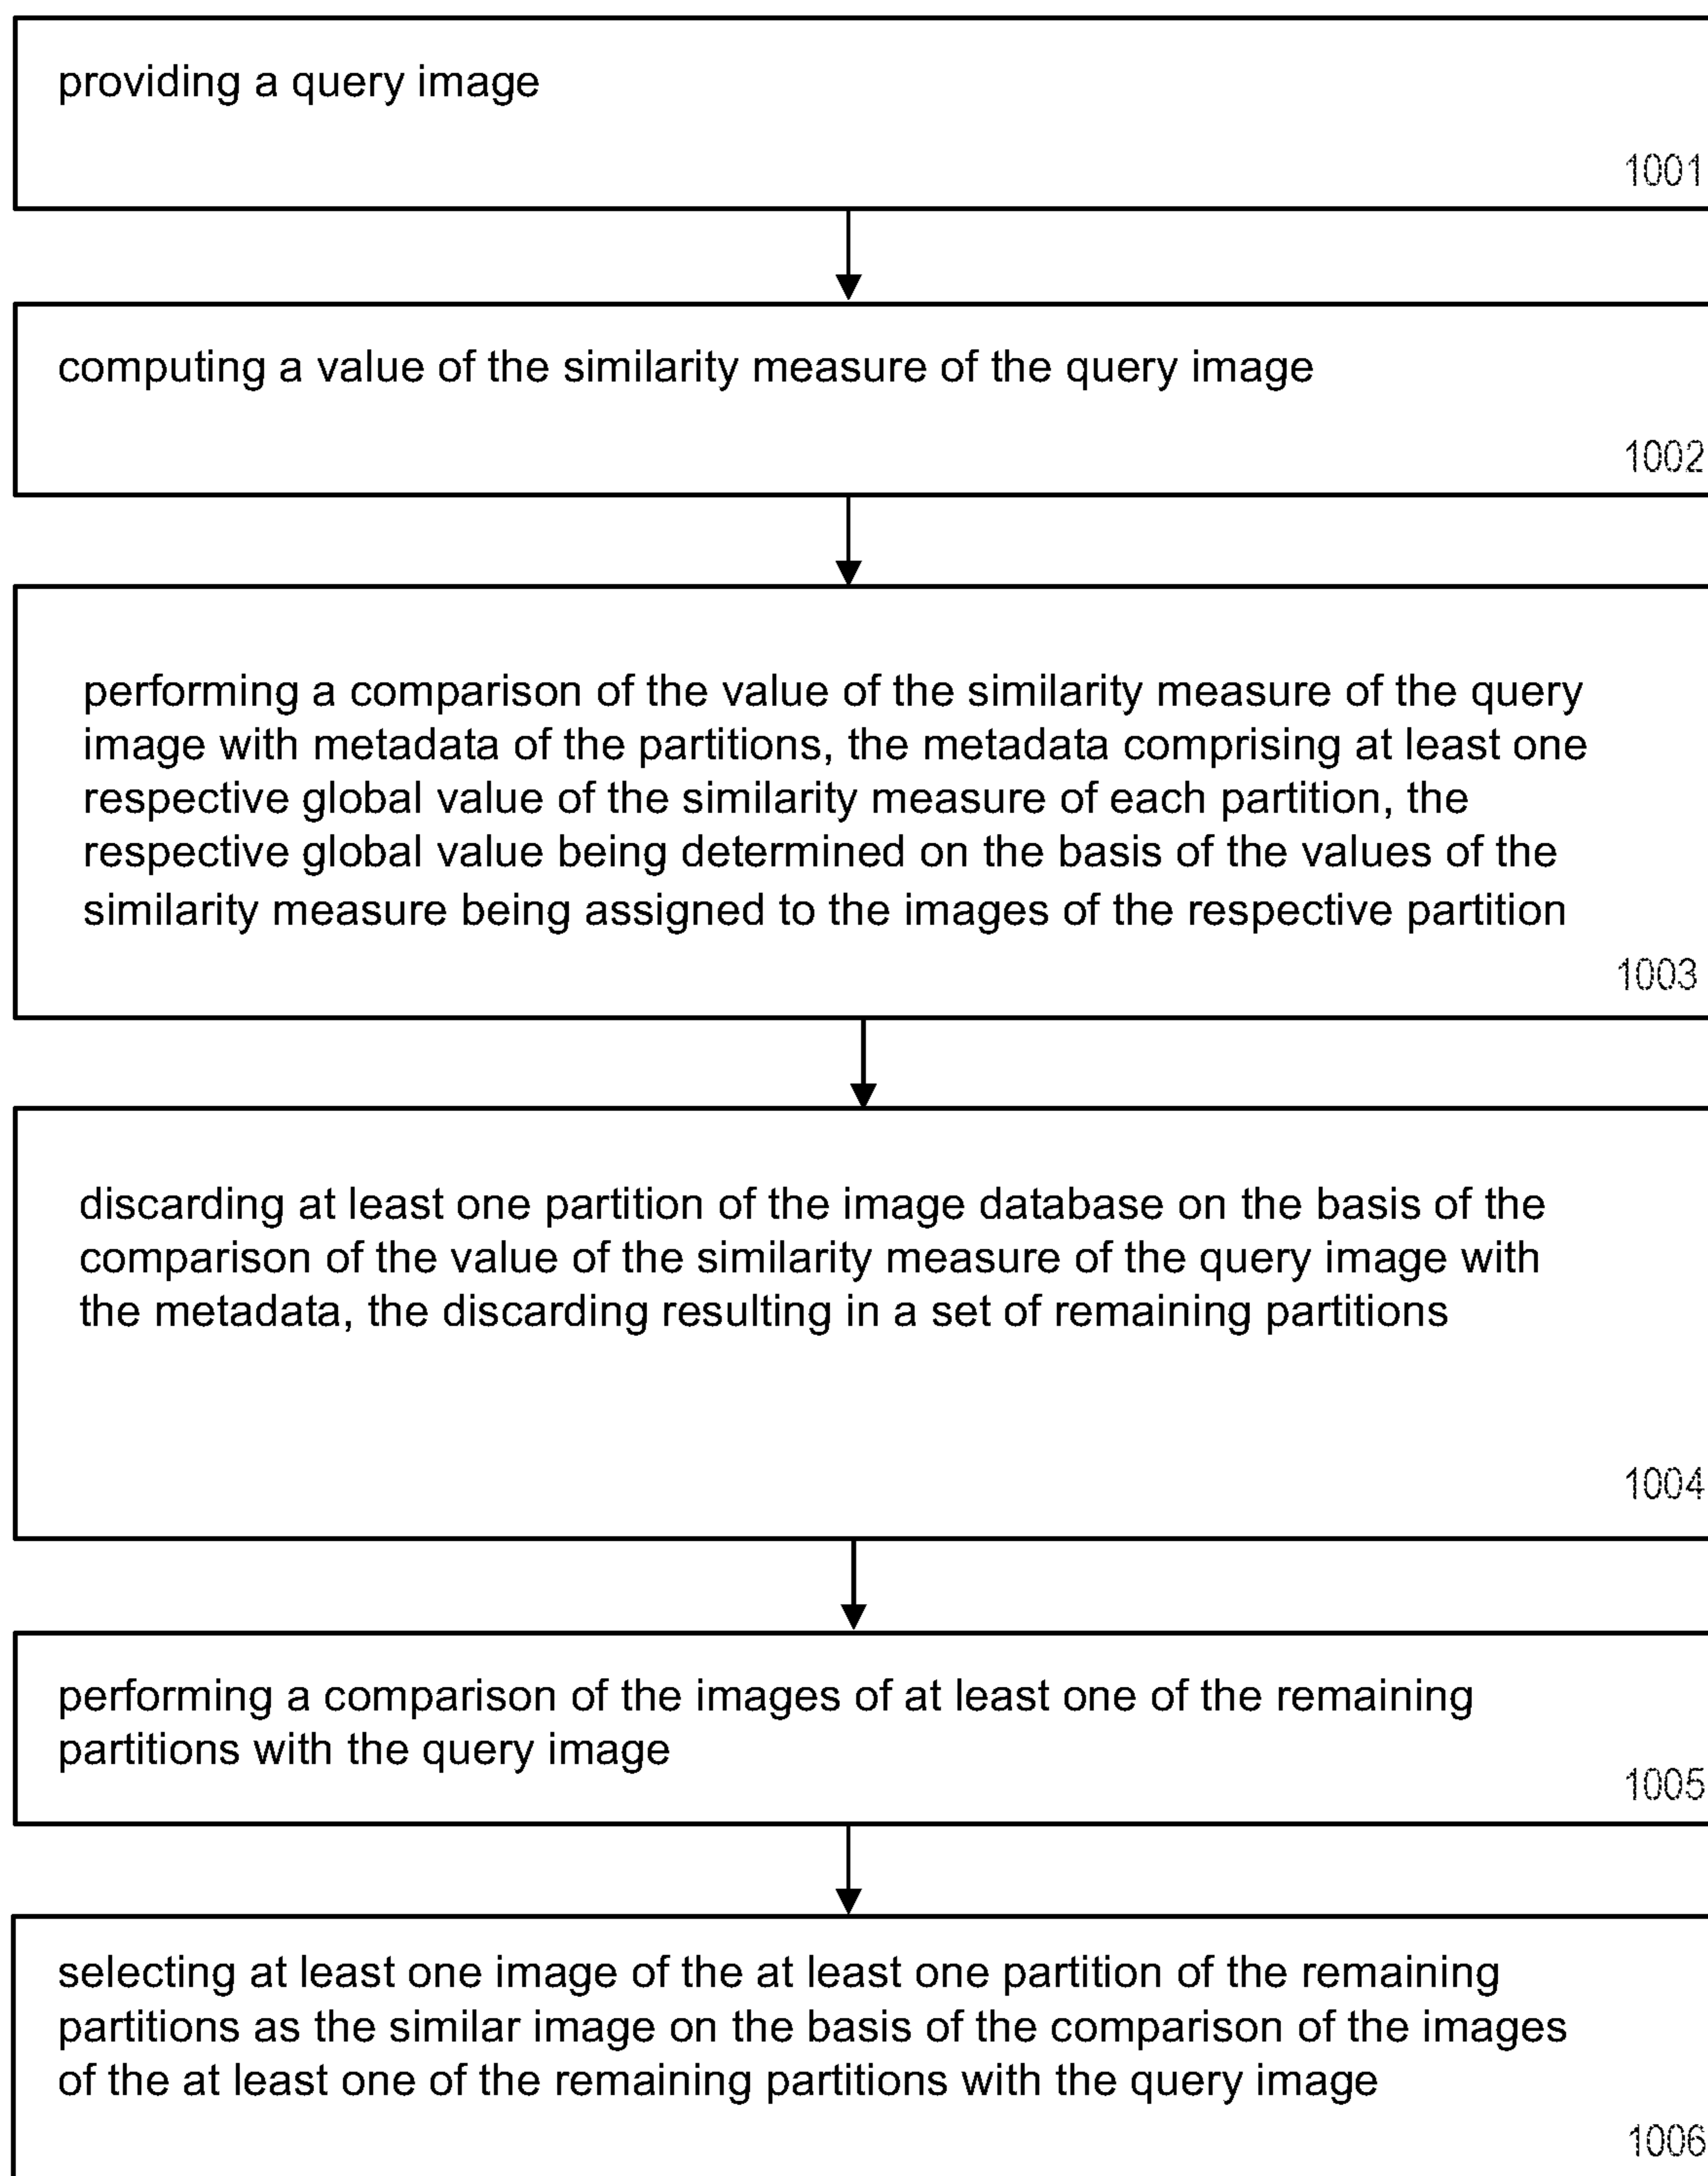 providing a query image
1001
computing a value of the similarity measure of the query image
1002
performing a comparison of the value of the similarity measure of the query
image with metadata of the partitions, the metadata comprising at least one
respective global value of the similarity measure of each partition, the
respective global value being determined on the basis of the values of the
similarity measure being assigned to the images of the respective partition
1003
discarding at least one partition of the image database on the basis of the
comparison of the value of the similarity measure of the query image with
the metadata, the discarding resulting in a set of remaining partitions
1004
performing a comparison of the images of at least one of the remaining
partitions with the query image
1005
selecting at least one image of the at least one partition of the remaining
partitions as the similar image on the basis of the comparison of the images
of the at least one of the remaining partitions with the query image
1006